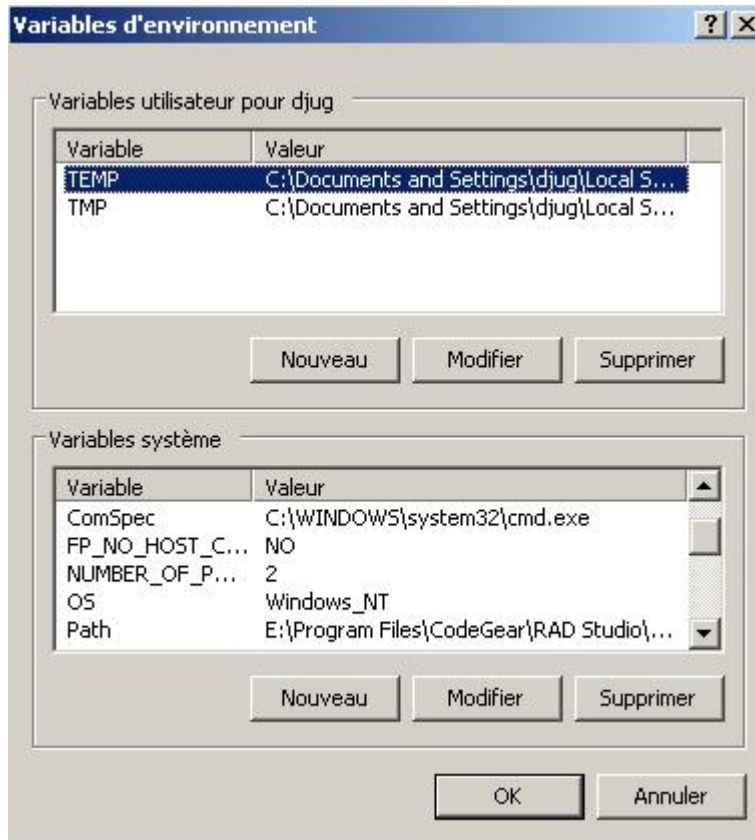 Variables d'environnement
Variables utilisateur pour djug
Variable Valeur
TEMP C:\Documents and Settings\djug\Local S...
TMP C:\Documents and Settings\djug\Local S...
Nouveau Modifier Supprimer
Variables système
Variable Valeur
ComSpec C:\WINDOWS\system32\cmd.exe
FP_NO_HOST_C... NO
NUMBER_OF_P... 2
OS Windows_NT
Path E:\Program Files\CodeGear\RAD Studio\...
Nouveau Modifier Supprimer
OK Annuler